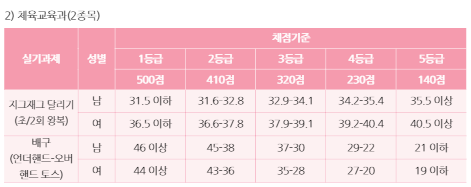 2) 체육교육과(2종목)
실기과제 성별 채점기준
1등급 2등급 3등급 4등급 5등급
500점 410점 320점 230점 140점
지그재그 달리기 (초/2회 왕복) 남 31.5 이하 31.6-32.8 32.9-34.1 34.2-35.4 35.5 이상
여 36.5 이하 36.6-37.8 37.9-39.1 39.2-40.4 40.5 이상
배구 (언더핸드-오버 핸드 토스) 남 46 이상 45-38 37-30 29-22 21 이하
여 44 이상 43-36 35-28 27-20 19 이하